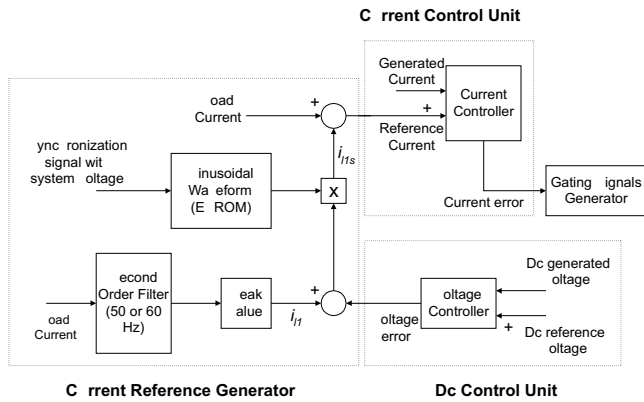 C rrent Control Unit
Generated
Current
Current
Controller
+
Reference
Current
oad
Current
+
ync ronization
signal wit
system oltage
inusoidal
Wa eform
(E ROM)
i_{l1s}
X
Current error
Gating ignals
Generator
econd
Order Filter
(50 or 60
Hz)
oad
Current
eak
alue
i_{l1}
+
oltage
error
oltage
Controller
Dc generated
oltage
+
Dc reference
oltage
C rrent Reference Generator
Dc Control Unit